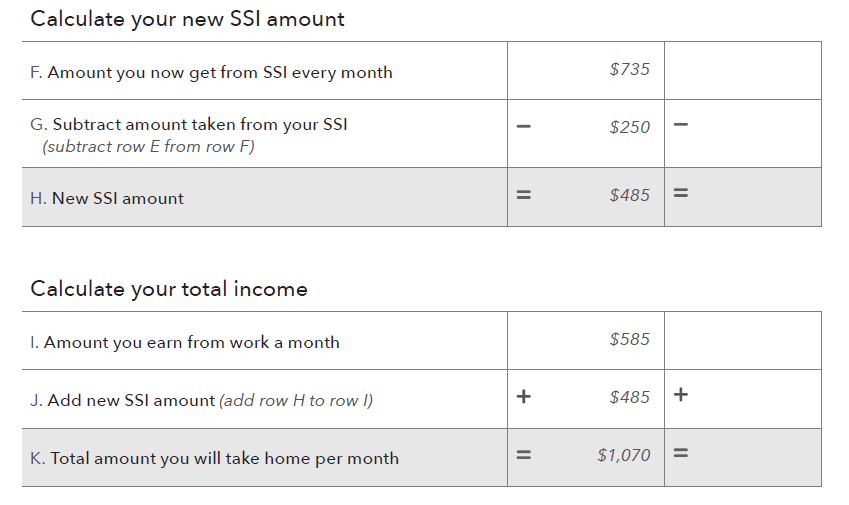 Calculate your new SSI amount
F. Amount you now get from SSI every month $735
G. Subtract amount taken from your SSI − $250 −
(subtract row E from row F)
H. New SSI amount = $485 =
Calculate your total income
I. Amount you earn from work a month $585
J. Add new SSI amount (add row H to row I) + $485 +
K. Total amount you will take home per month = $1,070 =